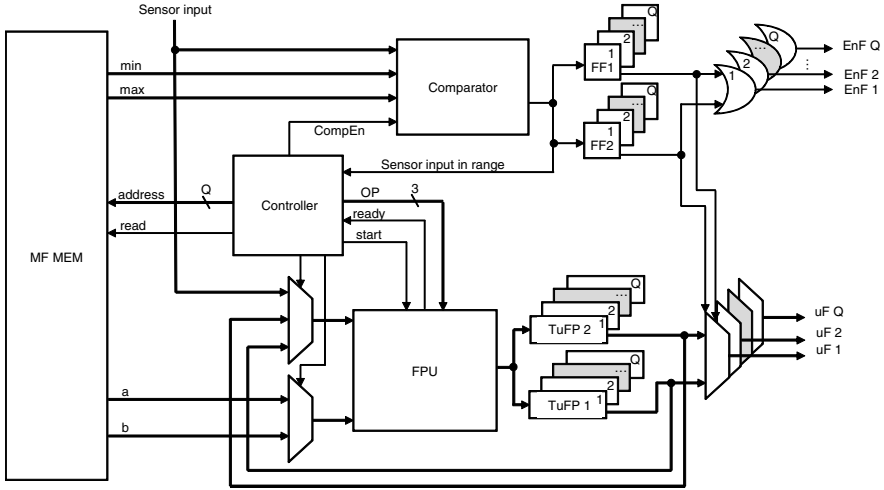 Sensor input
Q
...
2
1
FF1
Q
...
2
1
EnF Q
...
EnF 2
EnF 1
min
max
Comparator
CompEn
Q
...
2
1
FF2
Sensor input in range
address
Q
Controller
OP
3
ready
read
start
MF MEM
Q
...
2
1
TuFP 2
uF Q
uF 2
uF 1
Q
...
2
1
TuFP 1
FPU
a
b